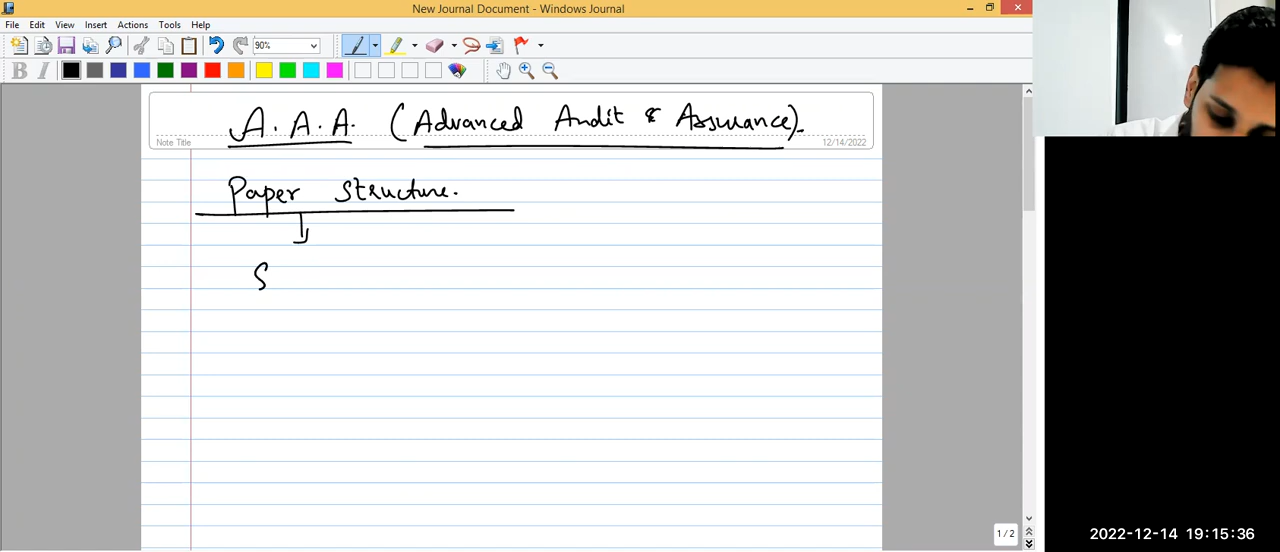 New Journal Document - Windows Journal
File Edit View Insert Actions Tools Help
90%
B I
A. A. A. (Advanced Audit & Assurance).
Note Title
12/14/2022
Paper Structure.
S
1 / 2
2022-12-14 19:15:36